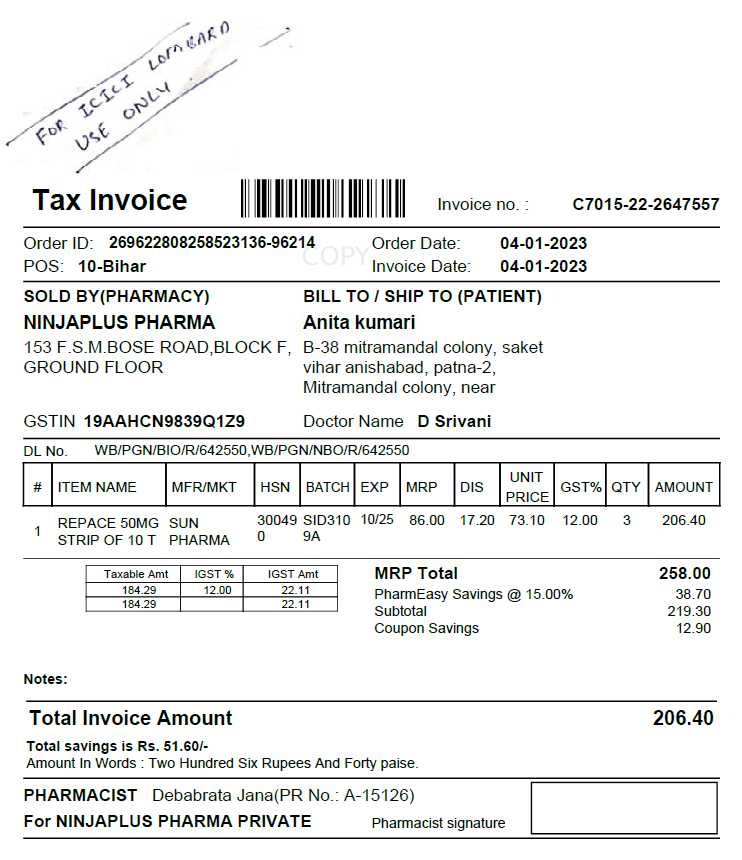 FOR ICICI LOMBARD
USE ONLY
Tax Invoice
Invoice no. : C7015-22-2647557
Order ID: 269622808258523136-96214 Order Date: 04-01-2023
COPY
POS: 10-Bihar Invoice Date: 04-01-2023
SOLD BY(PHARMACY) BILL TO / SHIP TO (PATIENT)
NINJAPLUS PHARMA Anita kumari
153 F.S.M.BOSE ROAD,BLOCK F, B-38 mitramandal colony, saket
GROUND FLOOR vihar anishabad, patna-2,
Mitramandal colony, near
GSTIN 19AAHCN9839Q1Z9 Doctor Name D Srivani
DL No. WB/PGN/BIO/R/642550,WB/PGN/NBO/R/642550
# ITEM NAME MFR/MKT HSN BATCH EXP MRP DIS UNIT PRICE GST% QTY AMOUNT
1 REPACE 50MG SUN 30049 SID310 10/25 86.00 17.20 73.10 12.00 3 206.40
STRIP OF 10 T PHARMA 0 9A
Taxable Amt IGST % IGST Amt
184.29 12.00 22.11
184.29 22.11
MRP Total 258.00
PharmEasy Savings @ 15.00% 38.70
Subtotal 219.30
Coupon Savings 12.90
Notes:
Total Invoice Amount 206.40
Total savings is Rs. 51.60/-
Amount In Words : Two Hundred Six Rupees And Forty paise.
PHARMACIST Debabrata Jana(PR No.: A-15126)
For NINJAPLUS PHARMA PRIVATE Pharmacist signature